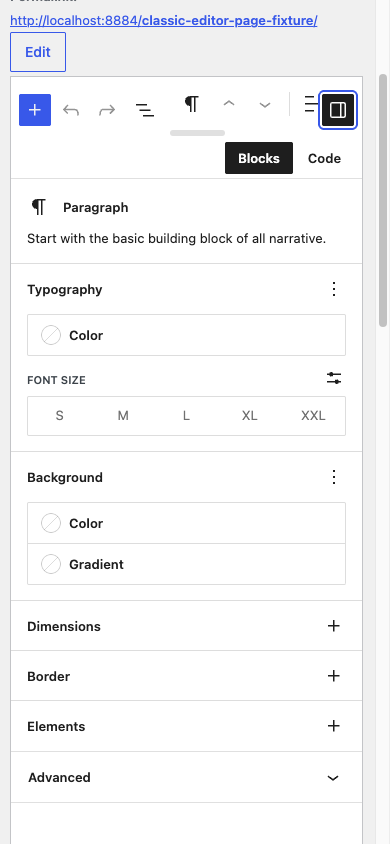 http://localhost:8884/classic-editor-page-fixture/
Edit
Blocks Code
Paragraph
Start with the basic building block of all narrative.
Typography
Color
FONT SIZE
S M L XL XXL
Background
Color
Gradient
Dimensions
Border
Elements
Advanced